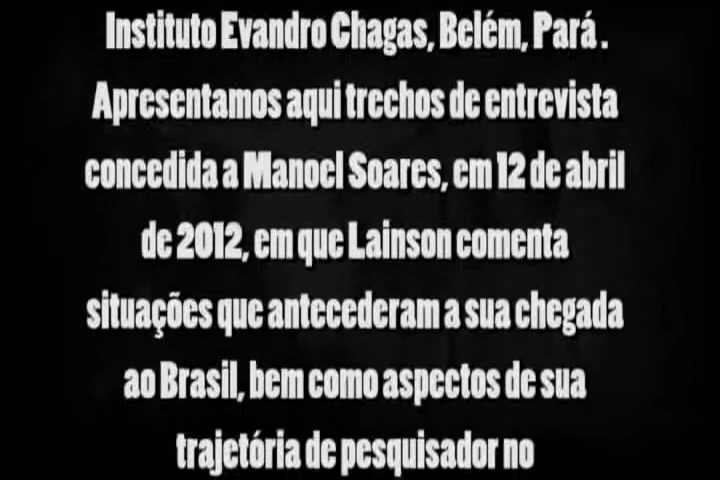 Instituto Evandro Chagas, Belém, Pará .
Apresentamos aqui trechos de entrevista
concedida a Manoel Soares, em 12 de abril
de 2012, em que Lainson comenta
situações que antecederam a sua chegada
ao Brasil, bem como aspectos de sua
trajetória de pesquisador no